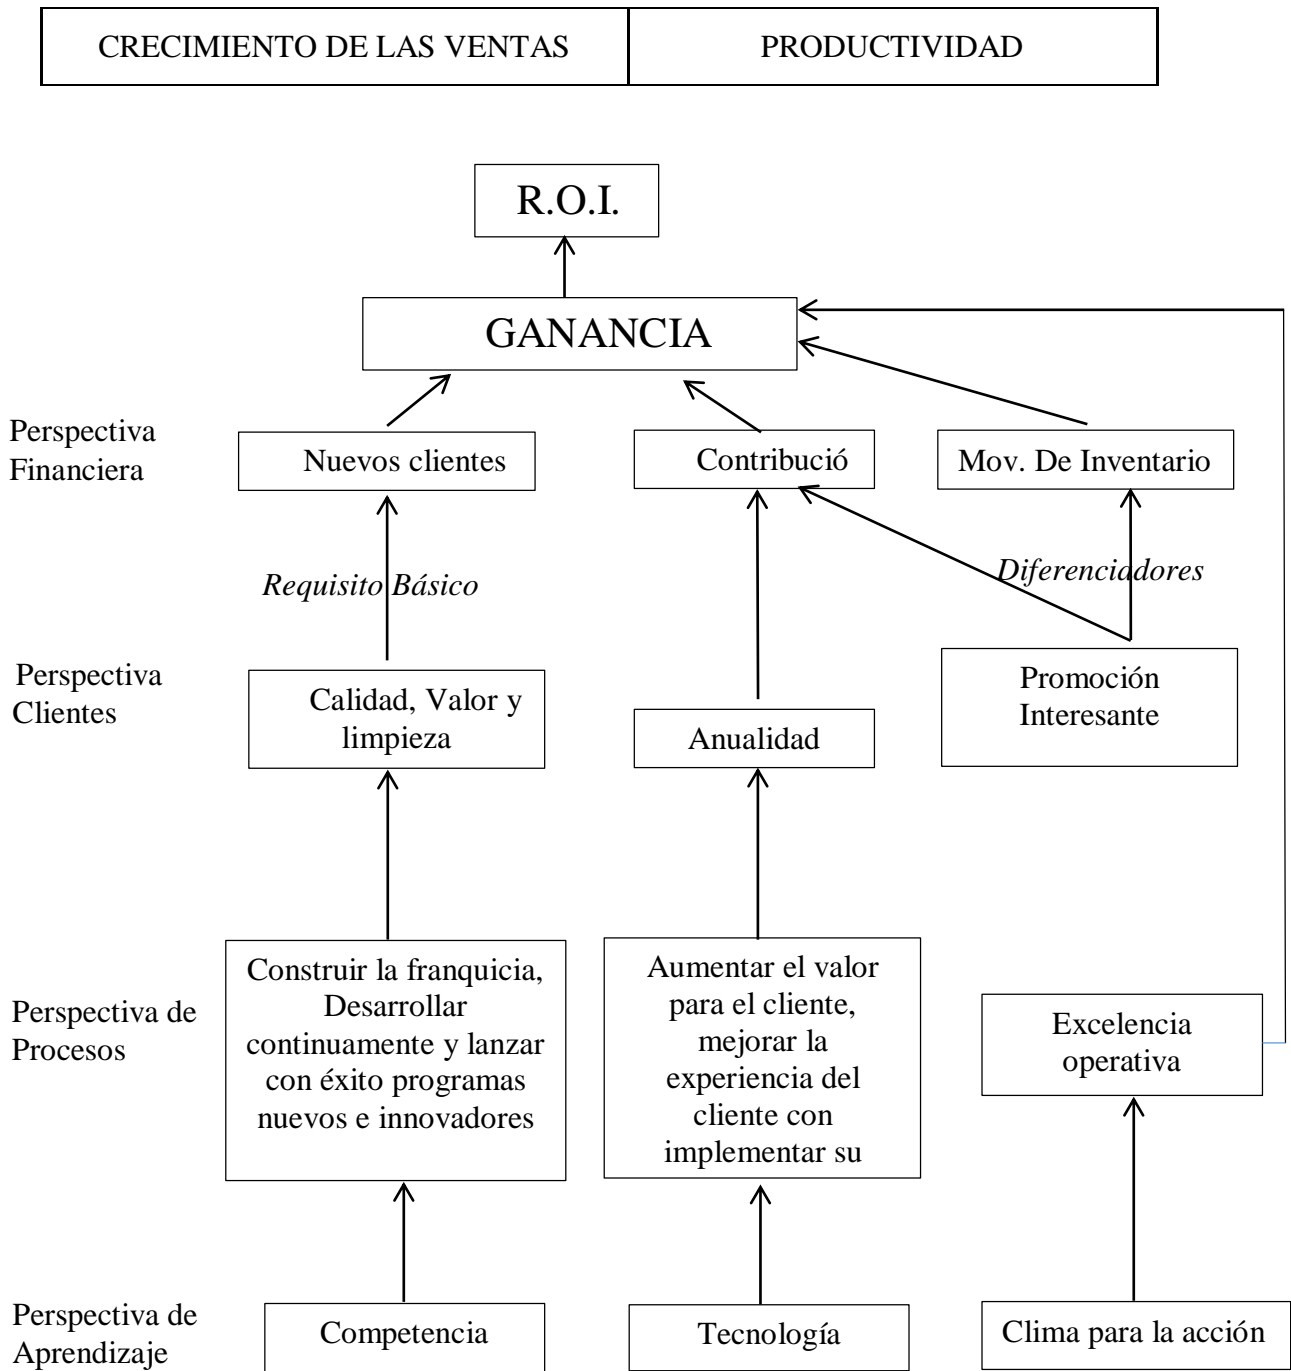 CRECIMIENTO DE LAS VENTAS
PRODUCTIVIDAD
R.O.I.
GANANCIA
Perspectiva
Financiera
Nuevos clientes
Contribució
Mov. De Inventario
Requisito Básico
Diferenciadores
Perspectiva
Clientes
Calidad, Valor y
limpieza
Anualidad
Promoción
Interesante
Perspectiva de
Procesos
Construir la franquicia,
Desarrollar
continuamente y lanzar
con éxito programas
nuevos e innovadores
Aumentar el valor
para el cliente,
mejorar la
experiencia del
cliente con
implementar su
Excelencia
operativa
Perspectiva de
Aprendizaje
Competencia
Tecnología
Clima para la acción